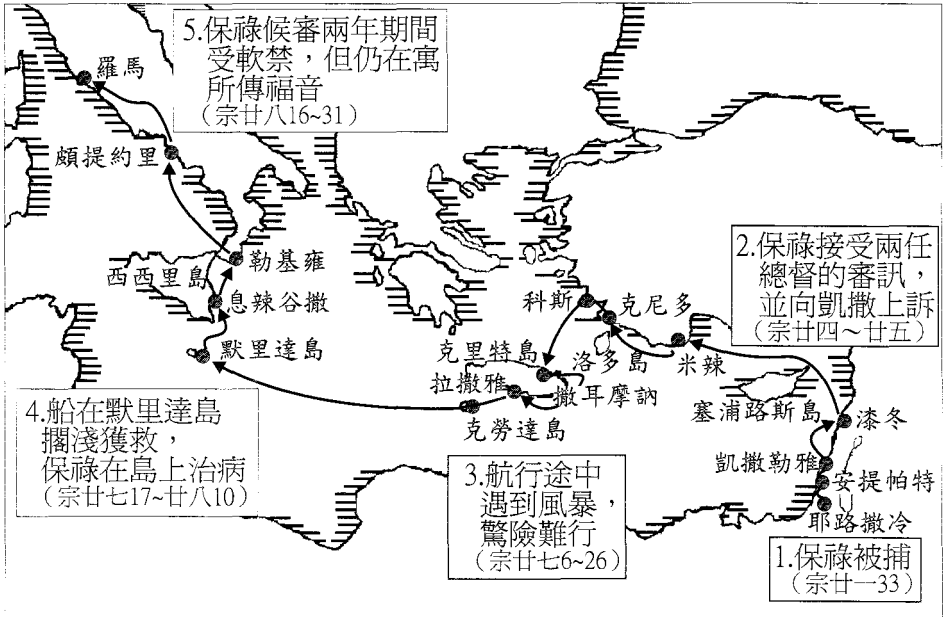 5.保祿候審兩年期間
受軟禁，但仍在寓
所傳福音
（宗廿八16~31）
羅馬
頗提約里
西西里島
勒基雍
息辣谷撒
默里達島
2.保祿接受兩任
總督的審訊，
並向凱撒上訴
（宗廿四～廿五）
科斯
克尼多
克里特島
洛多島
米辣
拉撒雅
撒耳摩訥
克勞達島
塞浦路斯島
漆冬
凱撒勒雅
安提帕特
耶路撒冷
4.船在默里達島
擱淺獲救，
保祿在島上治病
（宗廿七17~廿八10）
3.航行途中
遇到風暴，
驚險難行
（宗廿七6~26）
1.保祿被捕
（宗廿一33）